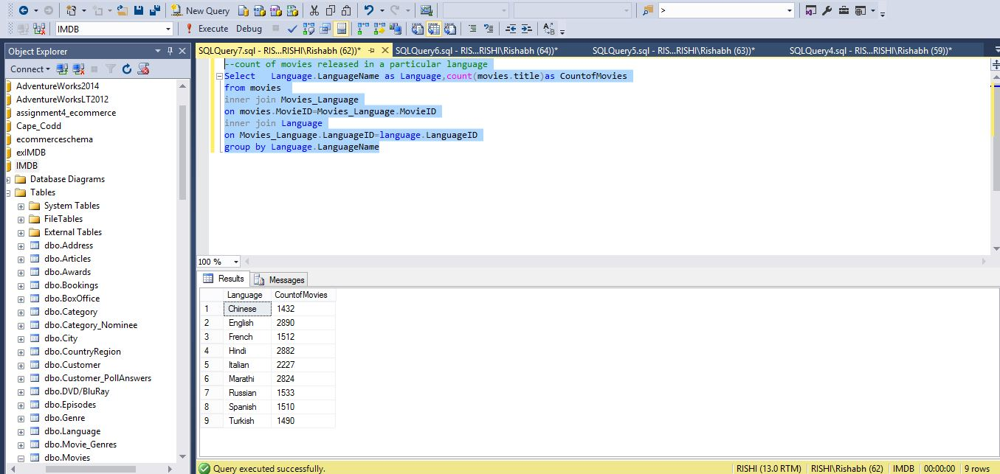 New Query
>
IMDB
Execute Debug
Object Explorer
Connect
AdventureWorks2014
AdventureWorksLT2012
assignment4_ecommerce
Cape_Codd
ecommerceschema
exIMDB
IMDB
Database Diagrams
Tables
System Tables
FileTables
External Tables
dbo.Address
dbo.Articles
dbo.Awards
dbo.Bookings
dbo.BoxOffice
dbo.Category
dbo.Category_Nominee
dbo.City
dbo.CountryRegion
dbo.Customer
dbo.Customer_PollAnswers
dbo.DVD/BluRay
dbo.Episodes
dbo.Genre
dbo.Language
dbo.Movie_Genres
dbo.Movies
SQLQuery7.sql - RIS...RISHI\Rishabh (62))* SQLQuery6.sql - RIS...RISHI\Rishabh (64))* SQLQuery5.sql - RIS...RISHI\Rishabh (63))* SQLQuery4.sql - RIS...RISHI\Rishabh (59))*
--count of movies released in a particular language
Select Language.LanguageName as Language,count(movies.title)as CountofMovies
from movies
inner join Movies_Language
on movies.MovieID=Movies_Language.MovieID
inner join Language
on Movies_Language.LanguageID=language.LanguageID
group by Language.LanguageName
100 %
Results Messages
Language CountofMovies
1 Chinese 1432
2 English 2890
3 French 1512
4 Hindi 2882
5 Italian 2227
6 Marathi 2824
7 Russian 1533
8 Spanish 1510
9 Turkish 1490
Query executed successfully. RISHI (13.0 RTM) RISHI\Rishabh (62) IMDB 00:00:00 9 rows